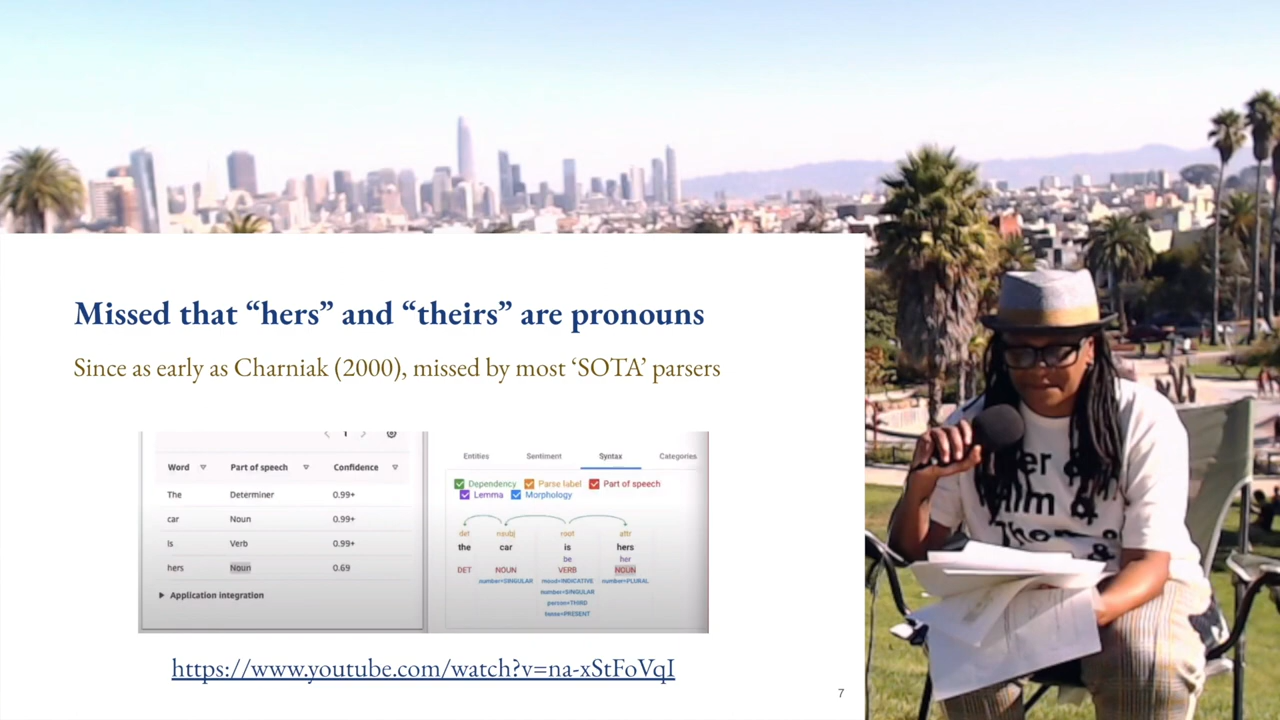 Missed that “hers” and “theirs” are pronouns
Since as early as Charniak (2000), missed by most ‘SOTA’ parsers
Word Part of speech Confidence
The Determiner 0.99+
car Noun 0.99+
Is Verb 0.99+
hers Noun 0.69
Application integration
Entities Sentiment Syntax Categories
Dependency Parse label Part of speech
Lemma Morphology
det nsubj root attr
the car is hers
be her
DET NOUN VERB NOUN
number=SINGULAR mood=INDICATIVE number=PLURAL
number=SINGULAR
person=THIRD
tense=PRESENT
https://www.youtube.com/watch?v=na-xStFoVqI
7
er &
him &
Them &